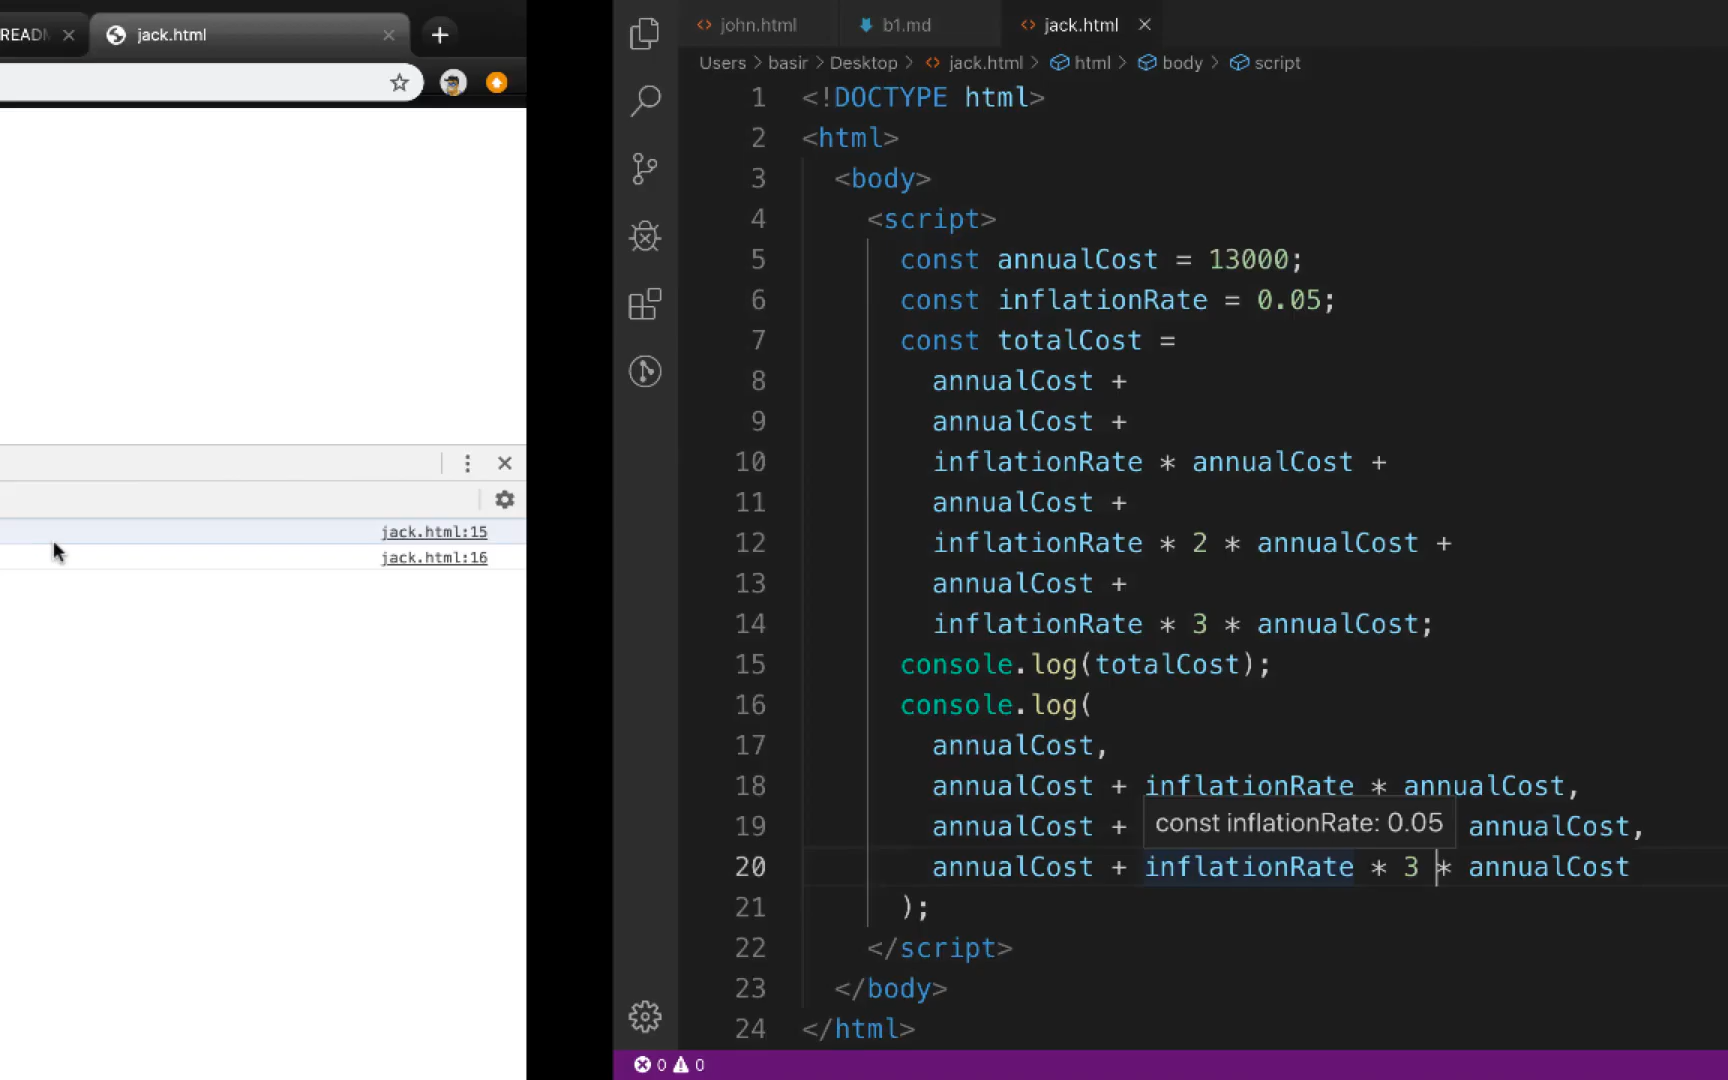 READ
jack.html
jack.html:15
jack.html:16
john.html
b1.md
jack.html
Users > basir > Desktop > jack.html > html > body > script
1 <!DOCTYPE html>
2 <html>
3 <body>
4 <script>
5 const annualCost = 13000;
6 const inflationRate = 0.05;
7 const totalCost =
8 annualCost +
9 annualCost +
10 inflationRate * annualCost +
11 annualCost +
12 inflationRate * 2 * annualCost +
13 annualCost +
14 inflationRate * 3 * annualCost;
15 console.log(totalCost);
16 console.log(
17 annualCost,
18 annualCost + inflationRate * annualCost,
const inflationRate: 0.05
19 annualCost + annualCost,
20 annualCost + inflationRate * 3 * annualCost
21 );
22 </script>
23 </body>
24 </html>
0 0